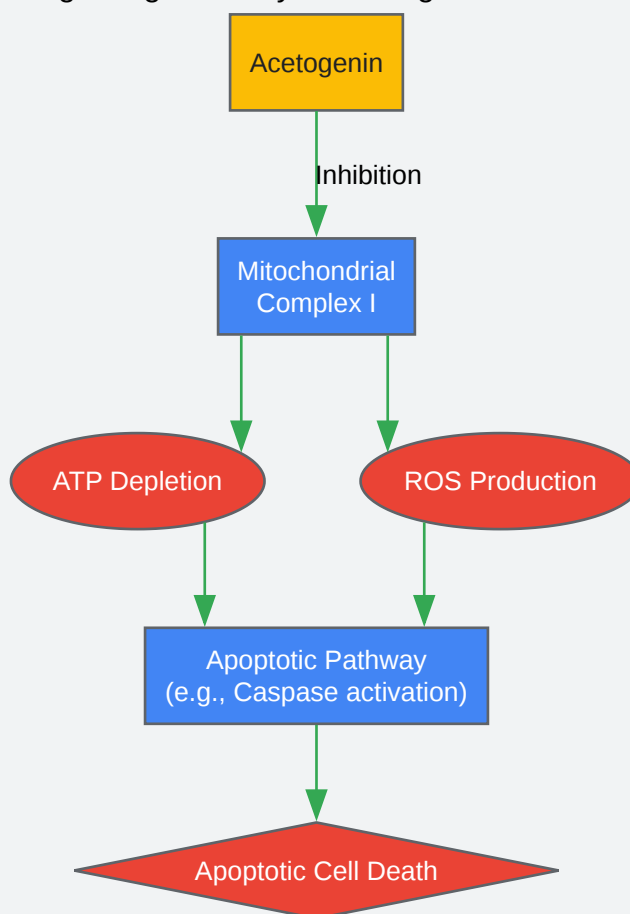 Acetogenin
Inhibition
Mitochondrial
Complex I
ATP Depletion
ROS Production
Apoptotic Pathway
(e.g., Caspase activation)
Apoptotic Cell Death